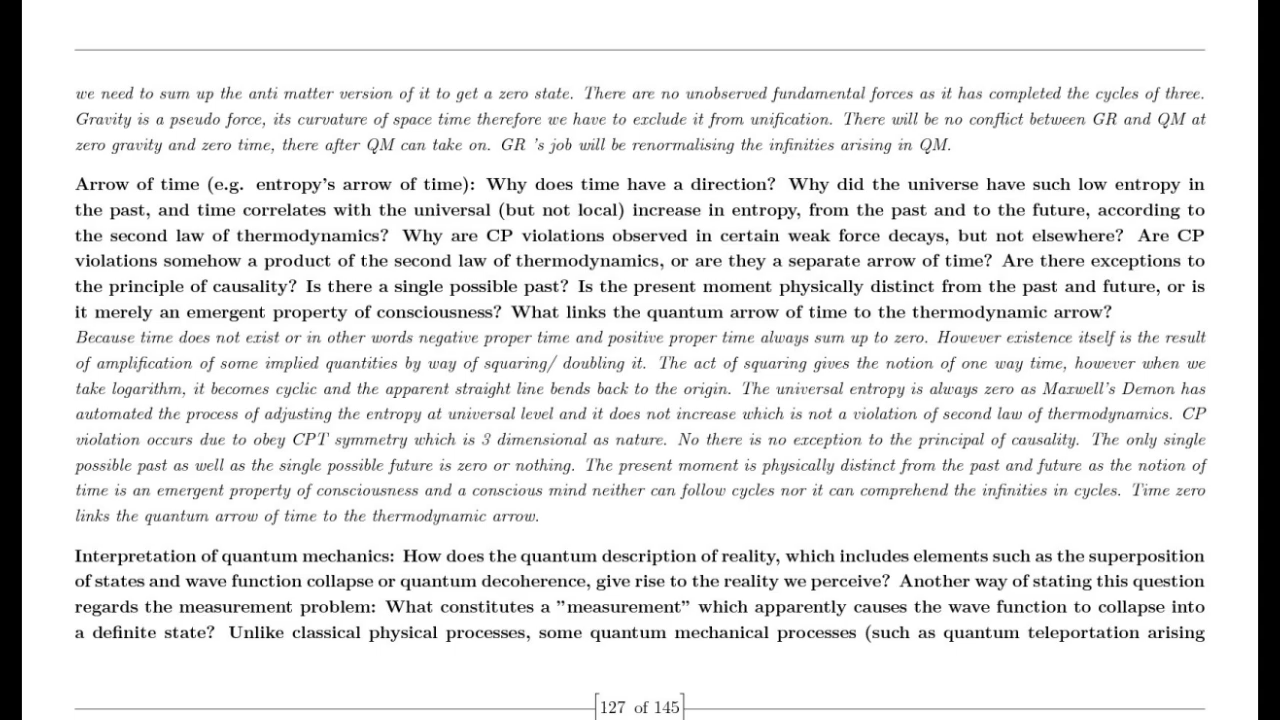 we need to sum up the anti matter version of it to get a zero state. There are no unobserved fundamental forces as it has completed the cycles of three.
Gravity is a pseudo force, its curvature of space time therefore we have to exclude it from unification. There will be no conflict between GR and QM at
zero gravity and zero time, there after QM can take on. GR 's job will be renormalising the infinities arising in QM.
Arrow of time (e.g. entropy's arrow of time): Why does time have a direction? Why did the universe have such low entropy in
the past, and time correlates with the universal (but not local) increase in entropy, from the past and to the future, according to
the second law of thermodynamics? Why are CP violations observed in certain weak force decays, but not elsewhere? Are CP
violations somehow a product of the second law of thermodynamics, or are they a separate arrow of time? Are there exceptions to
the principle of causality? Is there a single possible past? Is the present moment physically distinct from the past and future, or is
it merely an emergent property of consciousness? What links the quantum arrow of time to the thermodynamic arrow?
Because time does not exist or in other words negative proper time and positive proper time always sum up to zero. However existence itself is the result
of amplification of some implied quantities by way of squaring/ doubling it. The act of squaring gives the notion of one way time, however when we
take logarithm, it becomes cyclic and the apparent straight line bends back to the origin. The universal entropy is always zero as Maxwell's Demon has
automated the process of adjusting the entropy at universal level and it does not increase which is not a violation of second law of thermodynamics. CP
violation occurs due to obey CPT symmetry which is 3 dimensional as nature. No there is no exception to the principal of causality. The only single
possible past as well as the single possible future is zero or nothing. The present moment is physically distinct from the past and future as the notion of
time is an emergent property of consciousness and a conscious mind neither can follow cycles nor it can comprehend the infinities in cycles. Time zero
links the quantum arrow of time to the thermodynamic arrow.
Interpretation of quantum mechanics: How does the quantum description of reality, which includes elements such as the superposition
of states and wave function collapse or quantum decoherence, give rise to the reality we perceive? Another way of stating this question
regards the measurement problem: What constitutes a ”measurement” which apparently causes the wave function to collapse into
a definite state? Unlike classical physical processes, some quantum mechanical processes (such as quantum teleportation arising
127 of 145